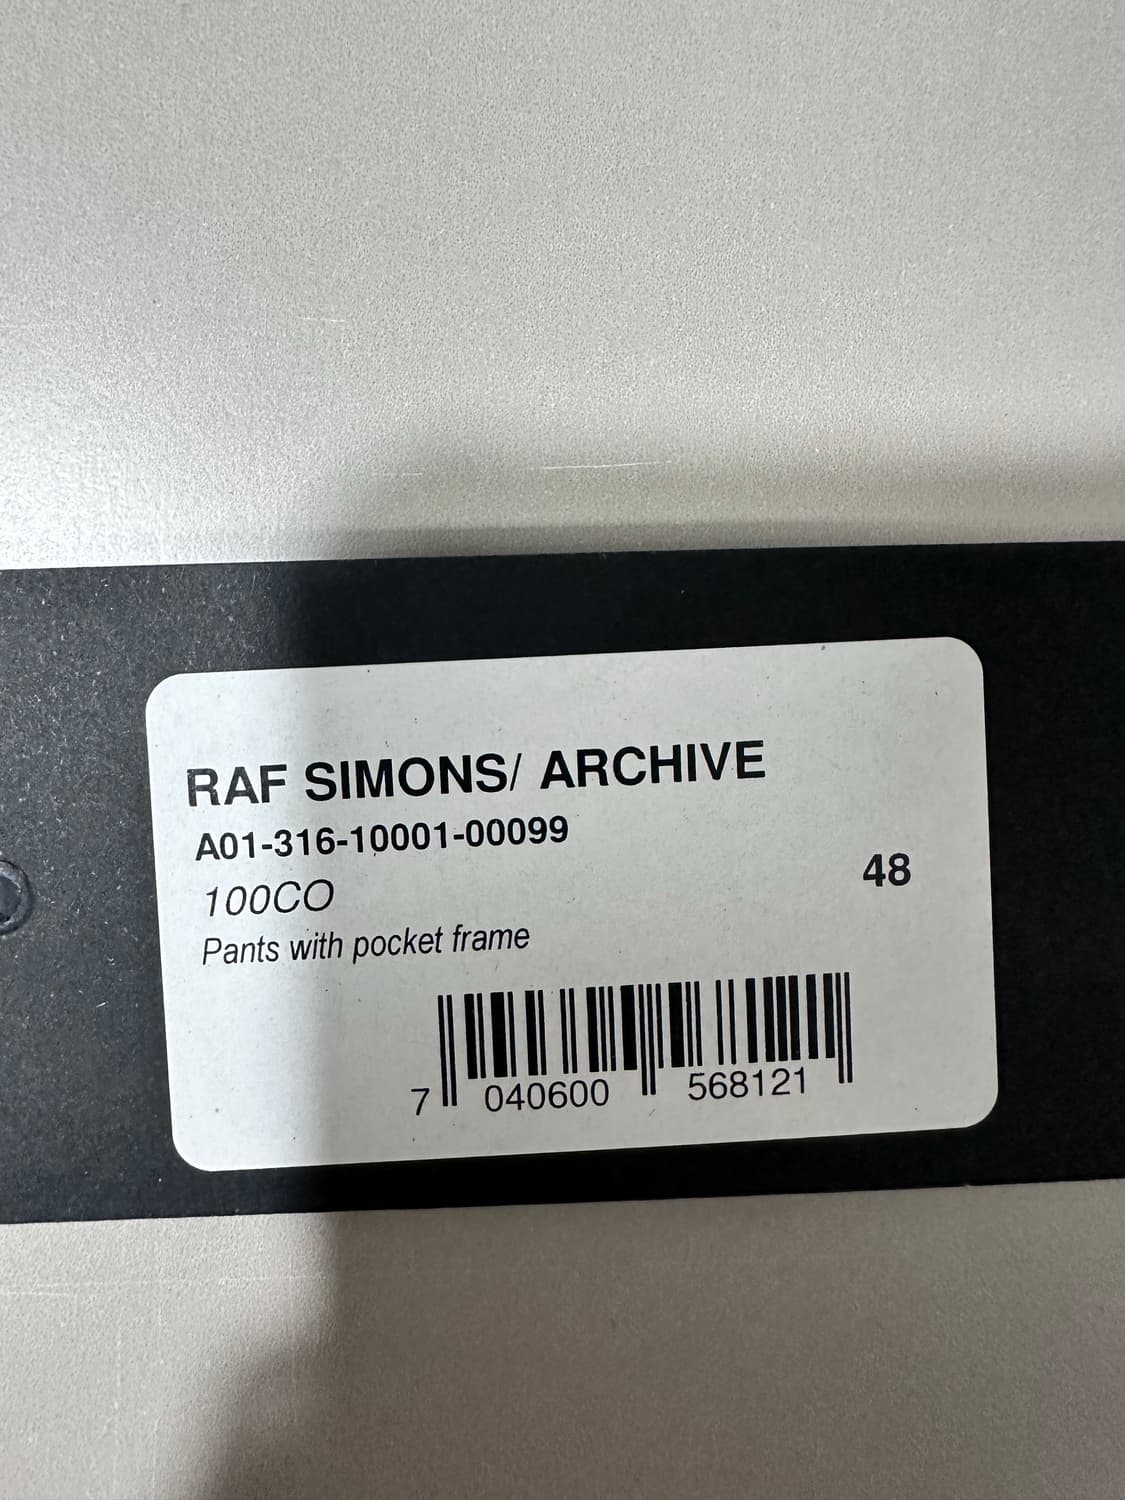 RAF SIMONS/ ARCHIVE
A01-316-10001-00099
100CO
48
Pants with pocket frame
7 040600 568121